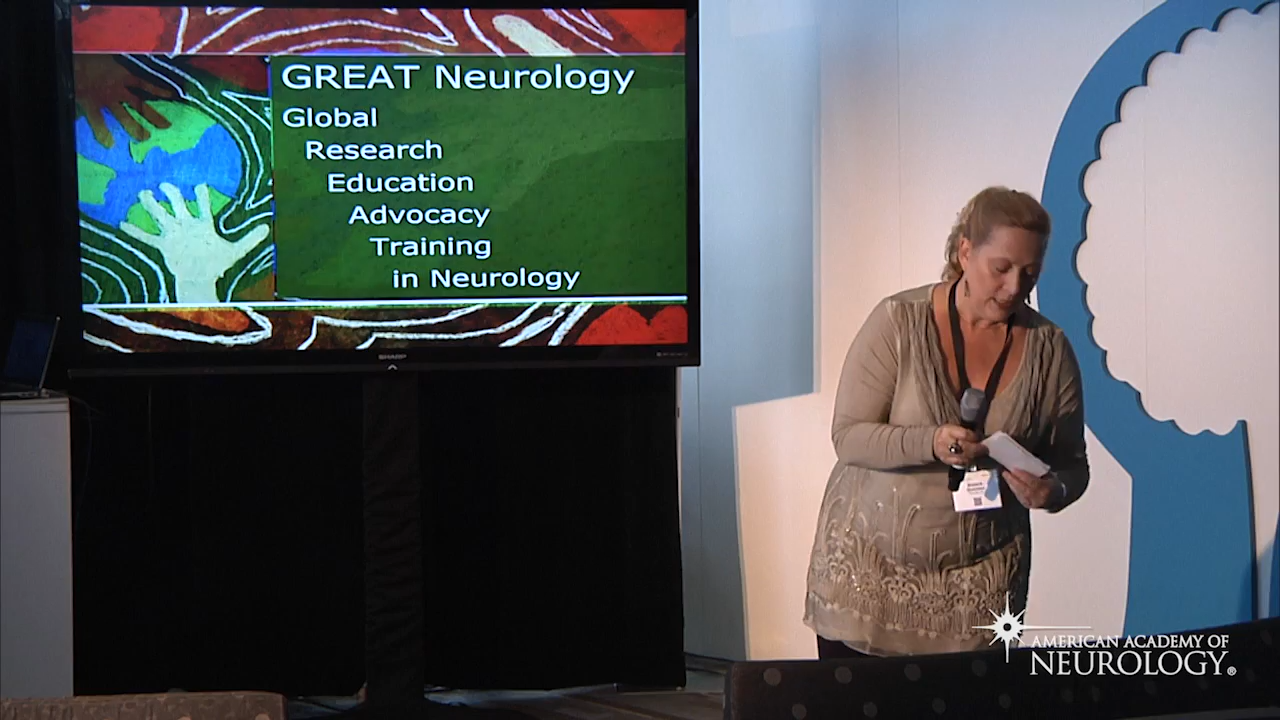 GREAT Neurology
Global
Research
Education
Advocacy
Training
in Neurology
SHARP
AMERICAN ACADEMY OF
NEUROLOGY®